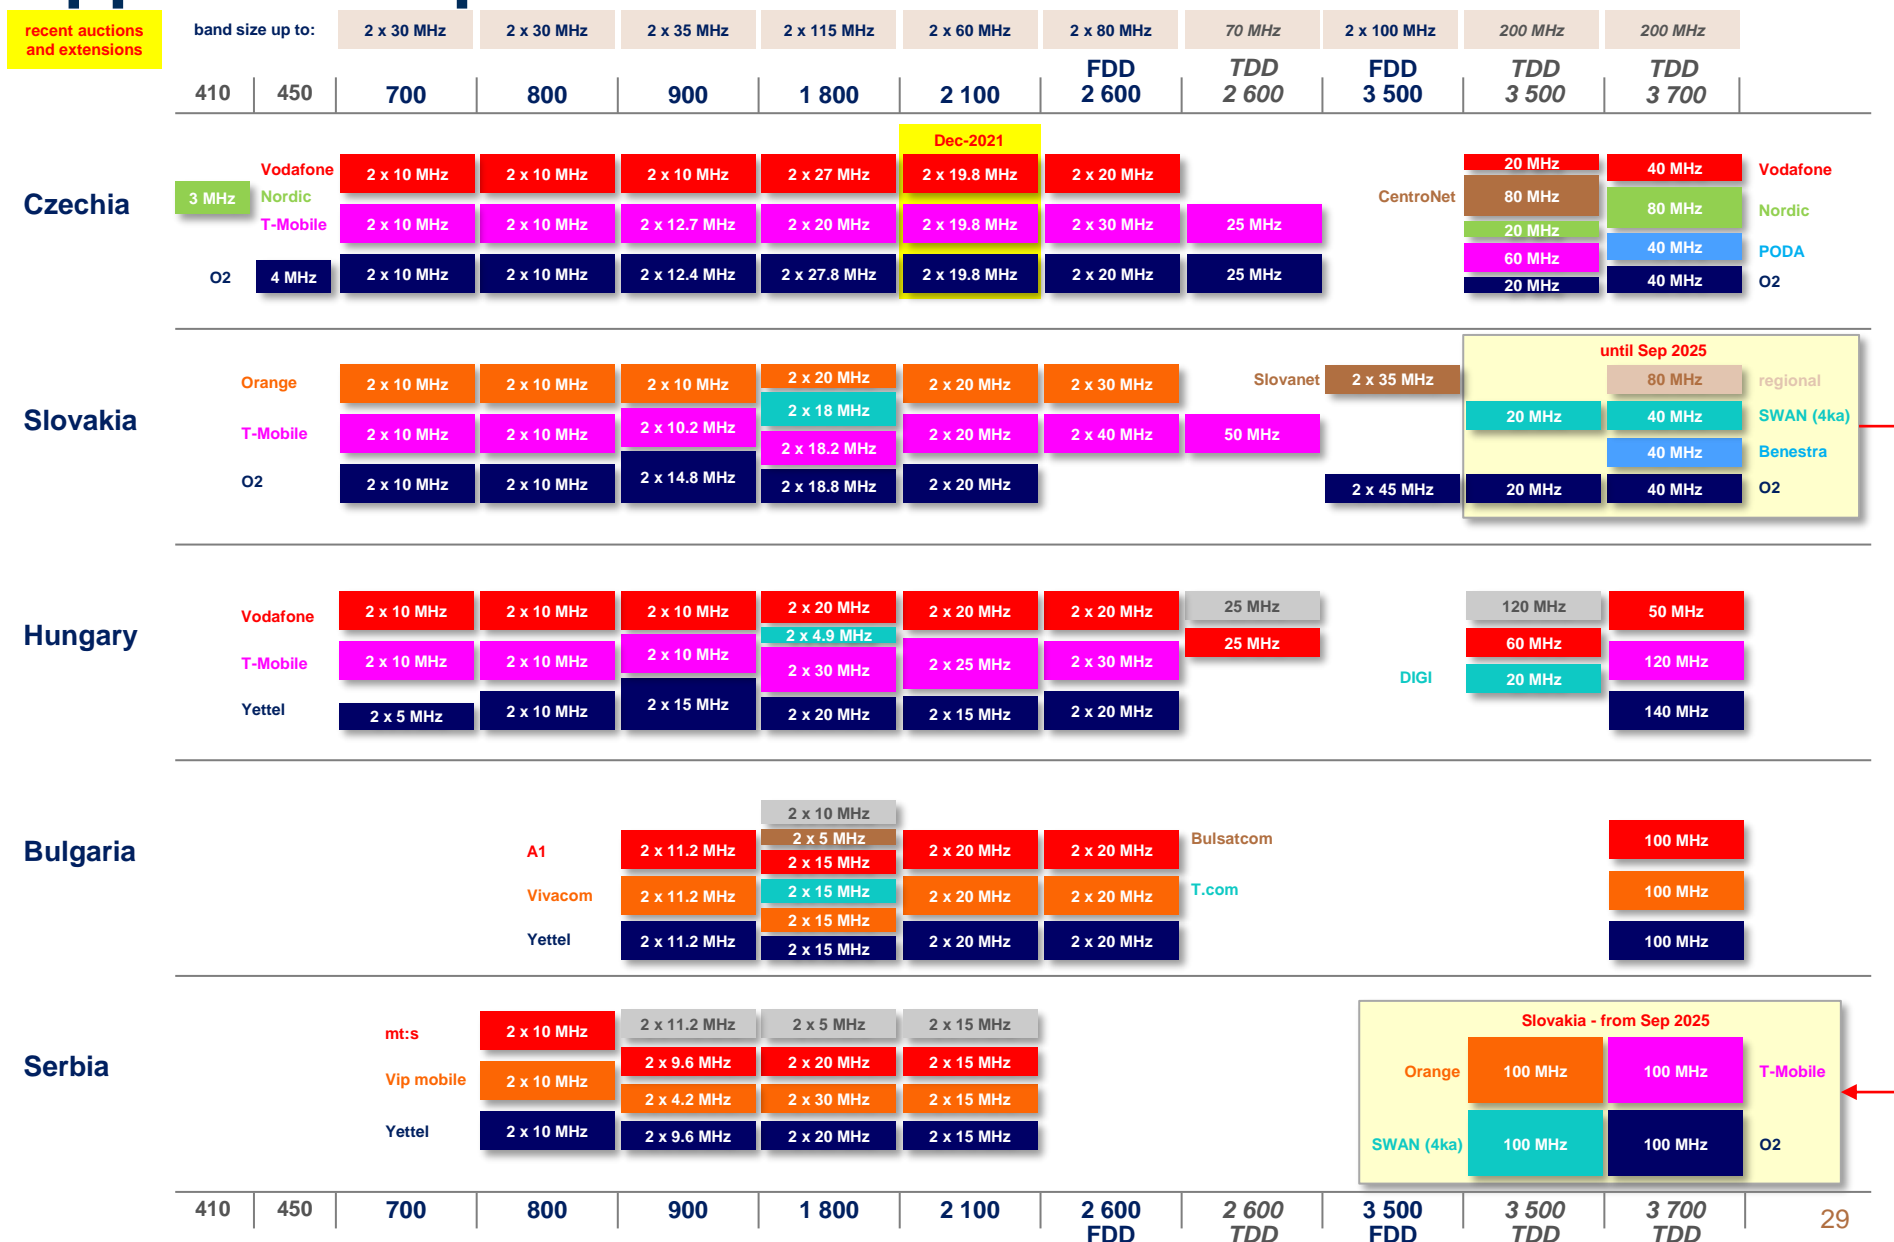 recent auctions
and extensions
band size up to:
2 x 30 MHz
2 x 30 MHz
2 x 35 MHz
2 x 115 MHz
2 x 60 MHz
2 x 80 MHz
70 MHz
2 x 100 MHz
200 MHz
200 MHz
410
450
700
800
900
1 800
2 100
FDD
2 600
TDD
2 600
FDD
3 500
TDD
3 500
TDD
3 700
Czechia
Dec-2021
Vodafone
2 x 10 MHz
2 x 10 MHz
2 x 10 MHz
2 x 27 MHz
2 x 19.8 MHz
2 x 20 MHz
20 MHz
40 MHz
Vodafone
3 MHz
Nordic
CentroNet
80 MHz
80 MHz
Nordic
T-Mobile
2 x 10 MHz
2 x 10 MHz
2 x 12.7 MHz
2 x 20 MHz
2 x 19.8 MHz
2 x 30 MHz
25 MHz
20 MHz
60 MHz
40 MHz
PODA
O2
4 MHz
2 x 10 MHz
2 x 10 MHz
2 x 12.4 MHz
2 x 27.8 MHz
2 x 19.8 MHz
2 x 20 MHz
25 MHz
20 MHz
40 MHz
O2
Slovakia
until Sep 2025
Orange
2 x 10 MHz
2 x 10 MHz
2 x 10 MHz
2 x 20 MHz
2 x 20 MHz
2 x 30 MHz
Slovanet
2 x 35 MHz
80 MHz
regional
2 x 18 MHz
20 MHz
40 MHz
SWAN (4ka)
T-Mobile
2 x 10 MHz
2 x 10 MHz
2 x 10.2 MHz
2 x 18.2 MHz
2 x 20 MHz
2 x 40 MHz
50 MHz
40 MHz
Benestra
O2
2 x 10 MHz
2 x 10 MHz
2 x 14.8 MHz
2 x 18.8 MHz
2 x 20 MHz
2 x 45 MHz
20 MHz
40 MHz
O2
Hungary
Vodafone
2 x 10 MHz
2 x 10 MHz
2 x 10 MHz
2 x 20 MHz
2 x 20 MHz
2 x 20 MHz
25 MHz
120 MHz
50 MHz
2 x 4.9 MHz
25 MHz
60 MHz
T-Mobile
2 x 10 MHz
2 x 10 MHz
2 x 10 MHz
2 x 30 MHz
2 x 25 MHz
2 x 30 MHz
DIGI
20 MHz
120 MHz
Yettel
2 x 5 MHz
2 x 10 MHz
2 x 15 MHz
2 x 20 MHz
2 x 15 MHz
2 x 20 MHz
140 MHz
Bulgaria
2 x 10 MHz
2 x 5 MHz
Bulsatcom
A1
2 x 11.2 MHz
2 x 15 MHz
2 x 20 MHz
2 x 20 MHz
100 MHz
2 x 15 MHz
T.com
Vivacom
2 x 11.2 MHz
2 x 15 MHz
2 x 20 MHz
2 x 20 MHz
100 MHz
Yettel
2 x 11.2 MHz
2 x 15 MHz
2 x 20 MHz
2 x 20 MHz
100 MHz
Serbia
2 x 11.2 MHz
2 x 5 MHz
2 x 15 MHz
mt:s
2 x 10 MHz
2 x 9.6 MHz
2 x 20 MHz
2 x 15 MHz
Vip mobile
2 x 10 MHz
2 x 4.2 MHz
2 x 30 MHz
2 x 15 MHz
Yettel
2 x 10 MHz
2 x 9.6 MHz
2 x 20 MHz
2 x 15 MHz
Slovakia - from Sep 2025
Orange
100 MHz
100 MHz
T-Mobile
SWAN (4ka)
100 MHz
100 MHz
O2
410
450
700
800
900
1 800
2 100
2 600
FDD
2 600
TDD
3 500
FDD
3 500
TDD
3 700
TDD
29